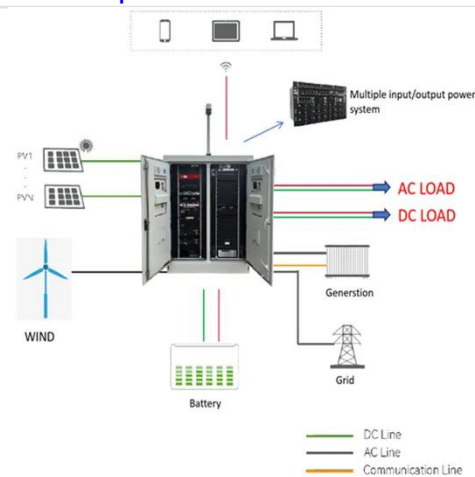 Multiple input/output power
system
PV1
PVN
AC LOAD
DC LOAD
WIND
Generstion
Battery
Grid
DC Line
AC Line
Communication Line